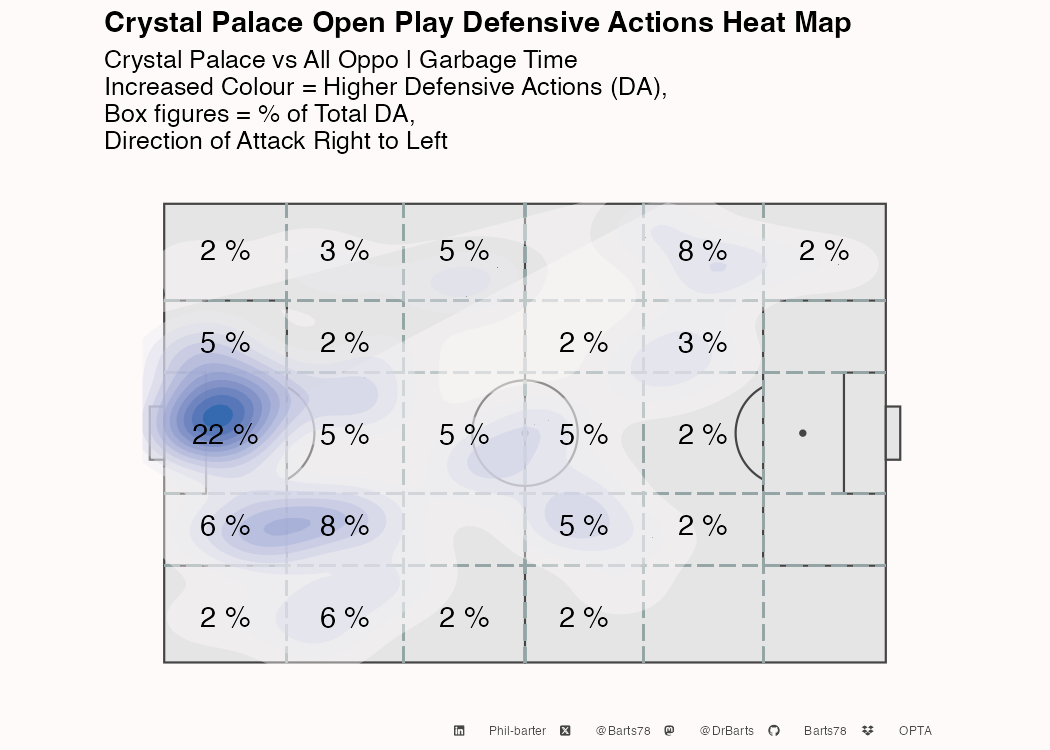 Crystal Palace Open Play Defensive Actions Heat Map
Crystal Palace vs All Oppo | Garbage Time
Increased Colour = Higher Defensive Actions (DA),
Box figures = % of Total DA,
Direction of Attack Right to Left
2 % 3 % 5 % 8 % 2 %
5 % 2 % 2 % 3 %
22 % 5 % 5 % 5 % 2 %
6 % 8 % 5 % 2 %
2 % 6 % 2 % 2 %
Phil-barter @Barts78 @DrBarts Barts78 OPTA